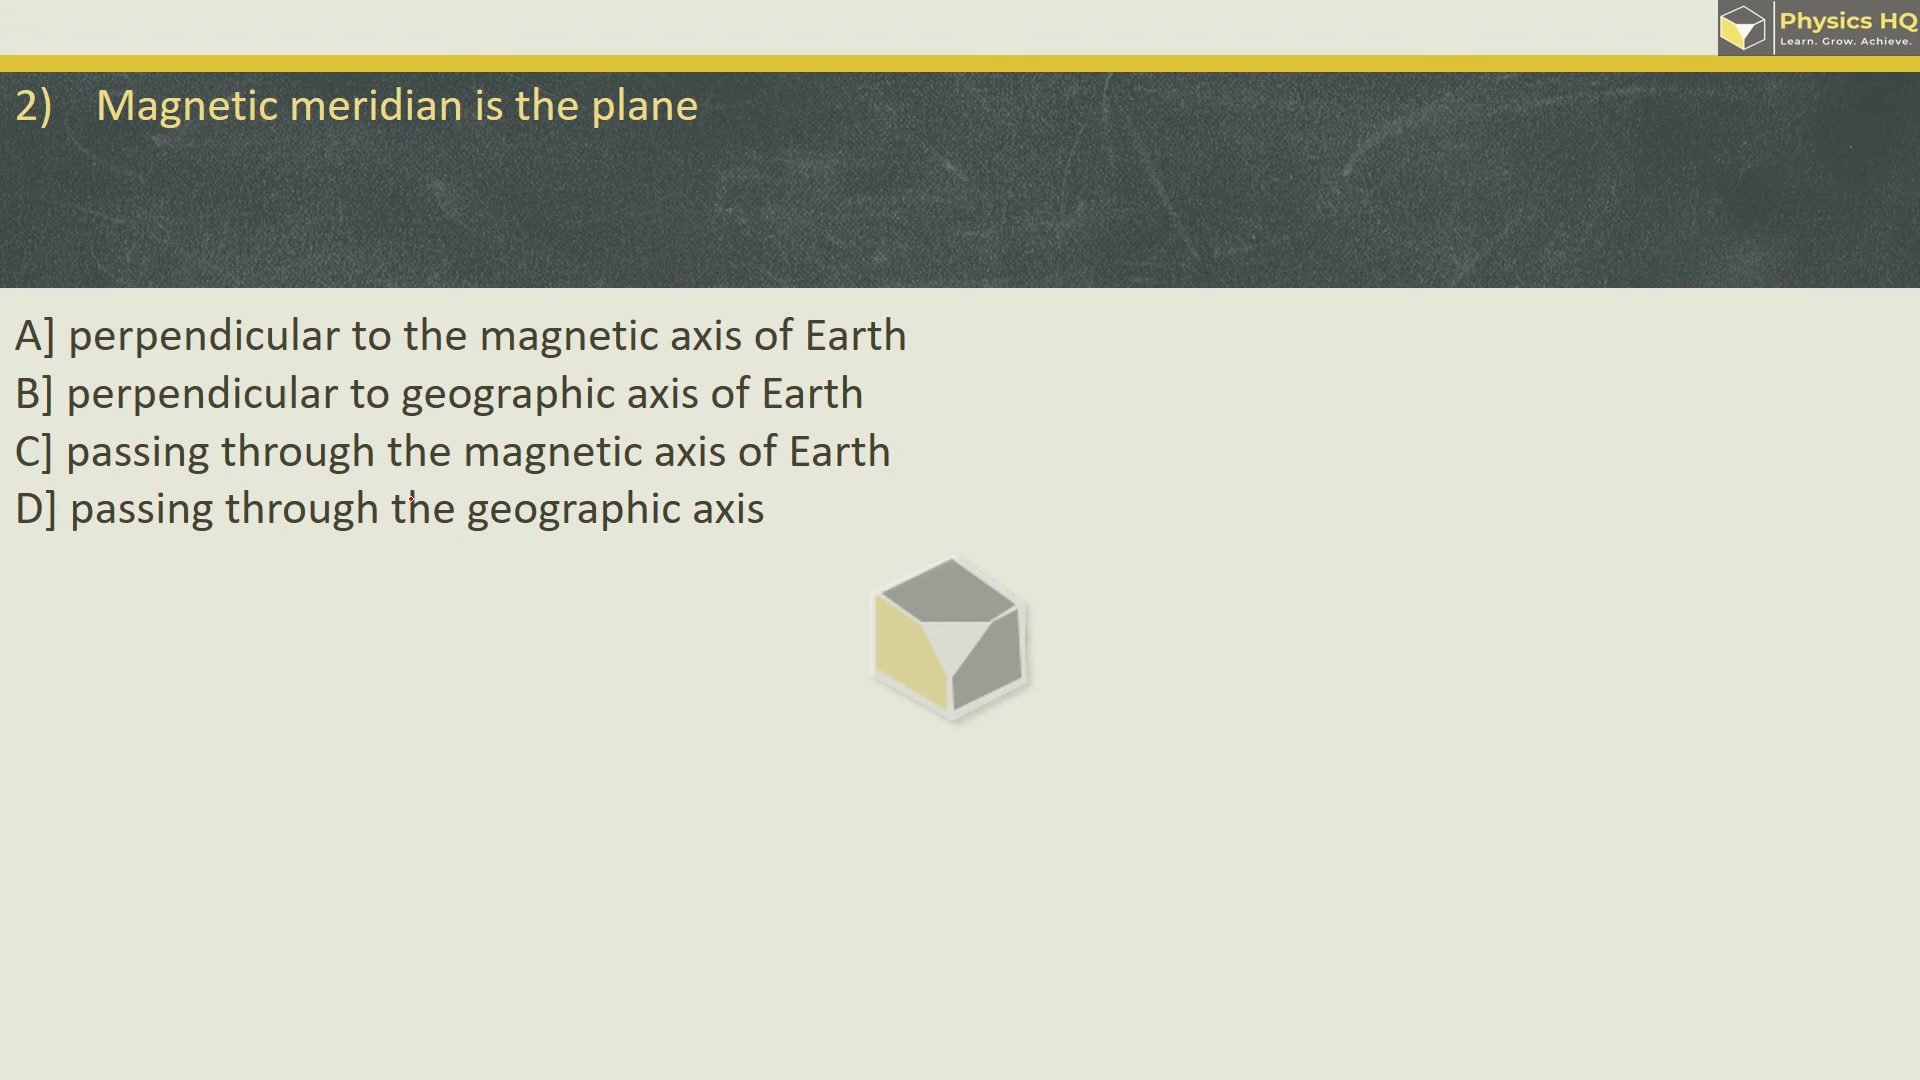 Physics HQ
Learn. Grow. Achieve.
2) Magnetic meridian is the plane
A] perpendicular to the magnetic axis of Earth
B] perpendicular to geographic axis of Earth
C] passing through the magnetic axis of Earth
D] passing through the geographic axis